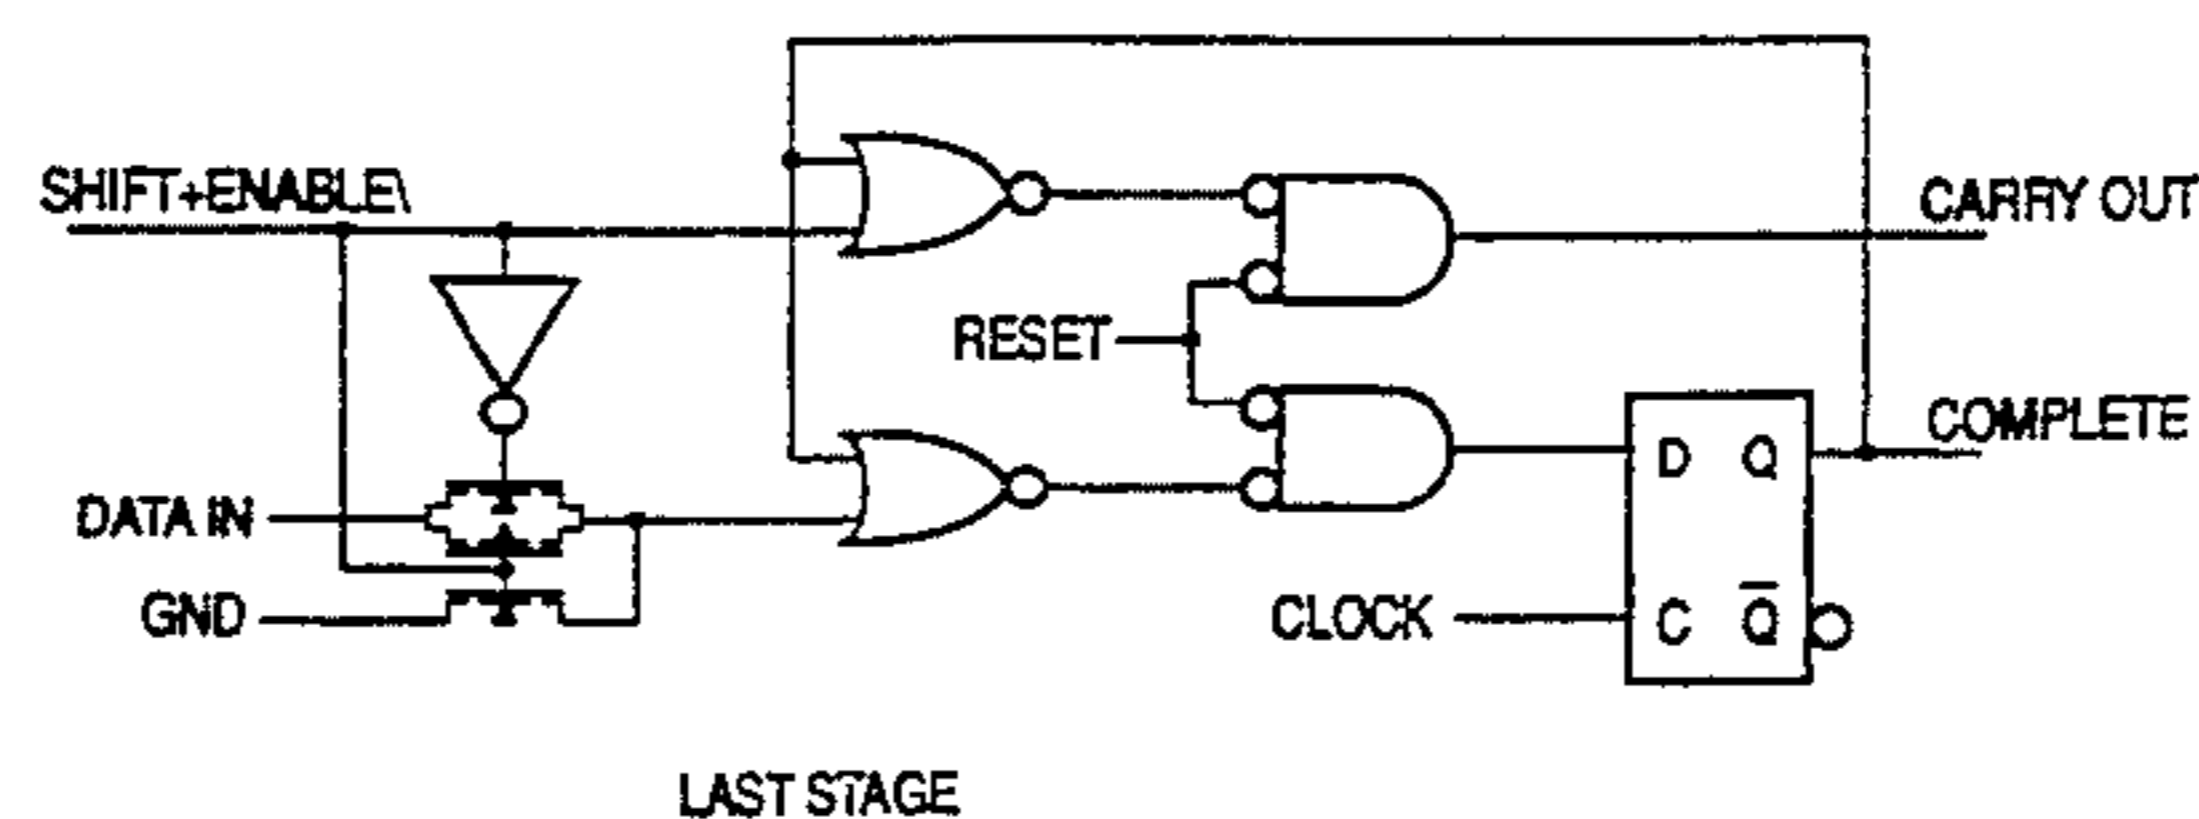 SHIFT+ENABLE\
CARRY OUT
RESET
COMPLETE
D Q
DATA IN
GND
CLOCK
C Q̅
LAST STAGE